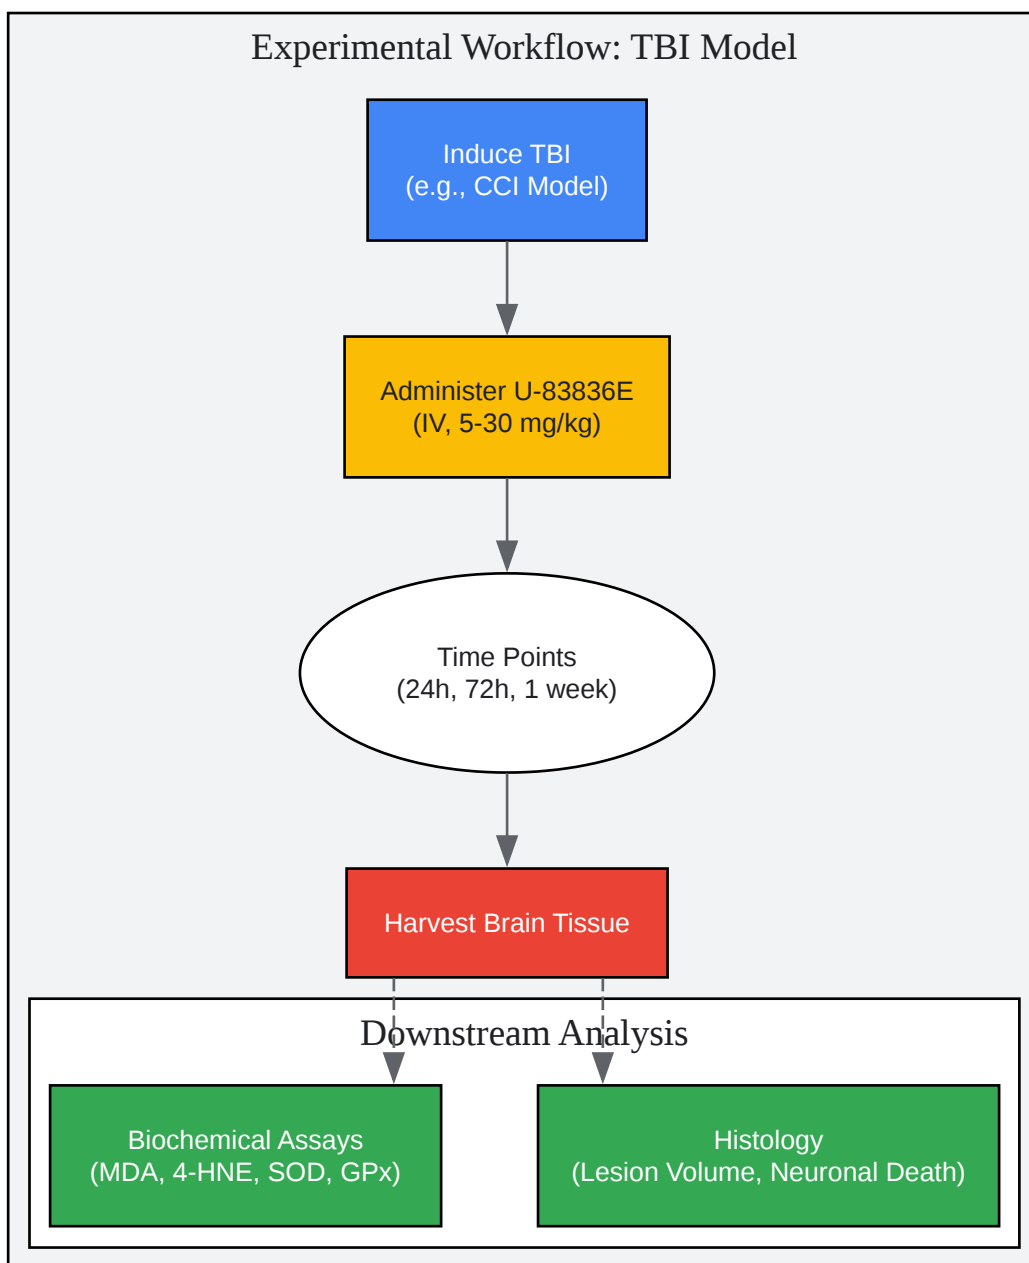 Experimental Workflow: TBI Model
Induce TBI
(e.g., CCI Model)
Administer U-83836E
(IV, 5-30 mg/kg)
Time Points
(24h, 72h, 1 week)
Harvest Brain Tissue
Downstream Analysis
Biochemical Assays
(MDA, 4-HNE, SOD, GPx)
Histology
(Lesion Volume, Neuronal Death)